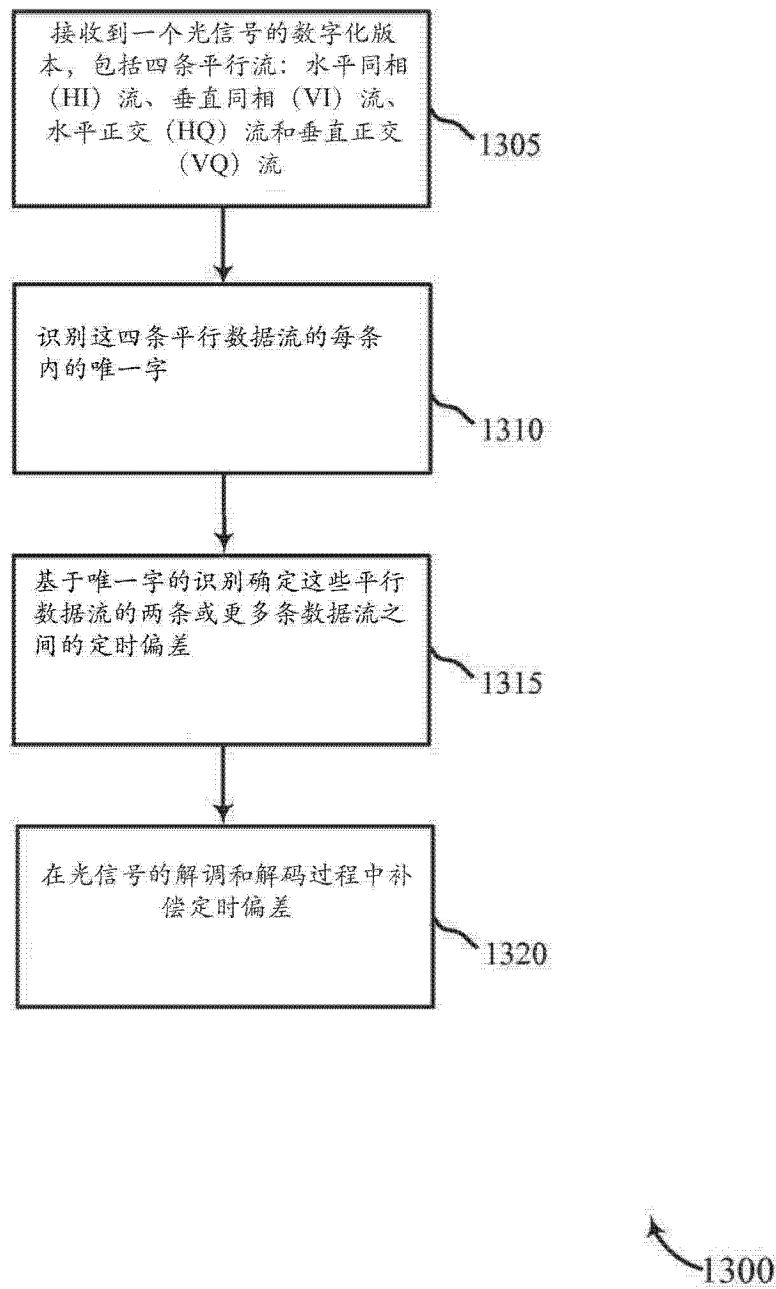 接收到一个光信号的数字化版
本，包括四条平行流：水平同相
（HI）流、垂直同相（VI）流、
水平正交（HQ）流和垂直正交
（VQ）流
1305
识别这四条平行数据流的每条
内的唯一字
1310
基于唯一字的识别确定这些平行
数据流的两条或更多条数据流之
间的定时偏差
1315
在光信号的解调和解码过程中补
偿定时偏差
1320
1300